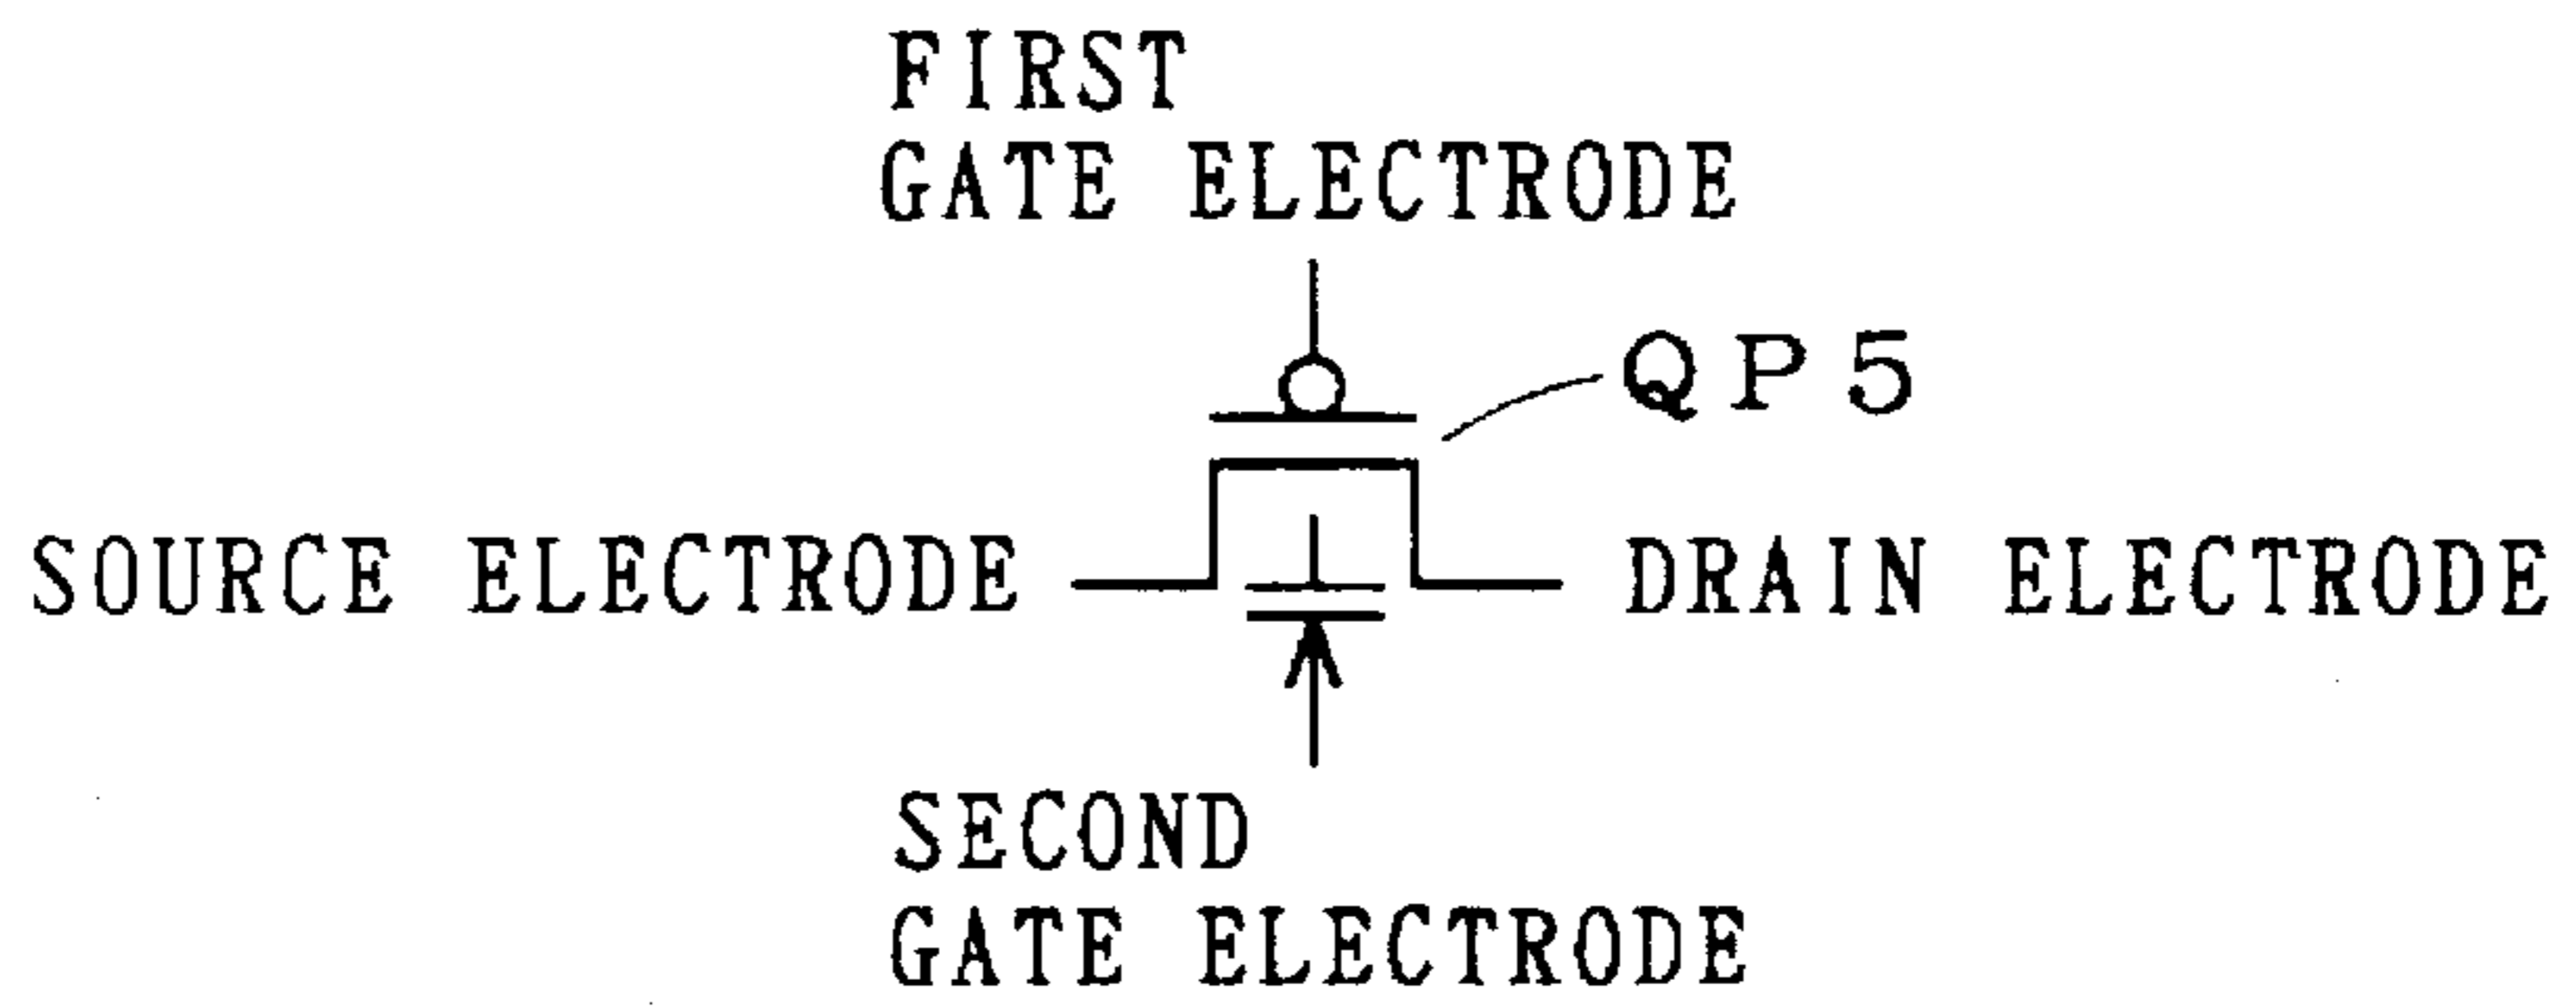 FIRST
GATE ELECTRODE
QP5
SOURCE ELECTRODE
DRAIN ELECTRODE
SECOND
GATE ELECTRODE